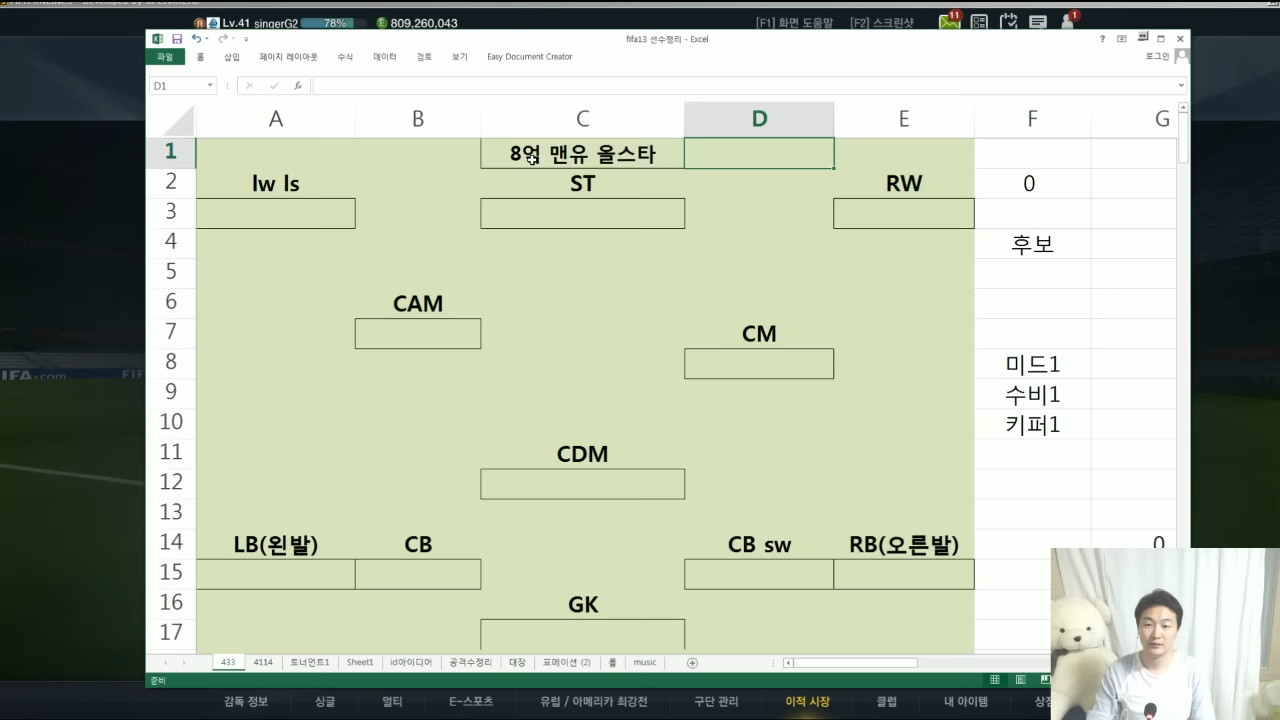 Lv.41 singerG2 78% 809,260,043 [F1] 화면 도움말 [F2] 스크린샷 11 1
fifa13 선수정리 - Excel
파일 홈 삽입 페이지 레이아웃 수식 데이터 검토 보기 Easy Document Creator 로그인
D1 fx
A B C D E F G
1 8억 맨유 올스타
2 lw ls ST RW 0
3
4 후보
5
6 CAM
7 CM
8 미드1
9 수비1
10 키퍼1
11 CDM
12
13
14 LB(왼발) CB CB sw RB(오른발) 0
15
16 GK
17
433 4114 토너먼트1 Sheet1 id아이디어 공격수정리 대장 포메이션 (2) 룰 music
준비
감독 정보 싱글 멀티 E-스포츠 유럽 / 아메리카 최강전 구단 관리 이적 시장 클럽 내 아이템